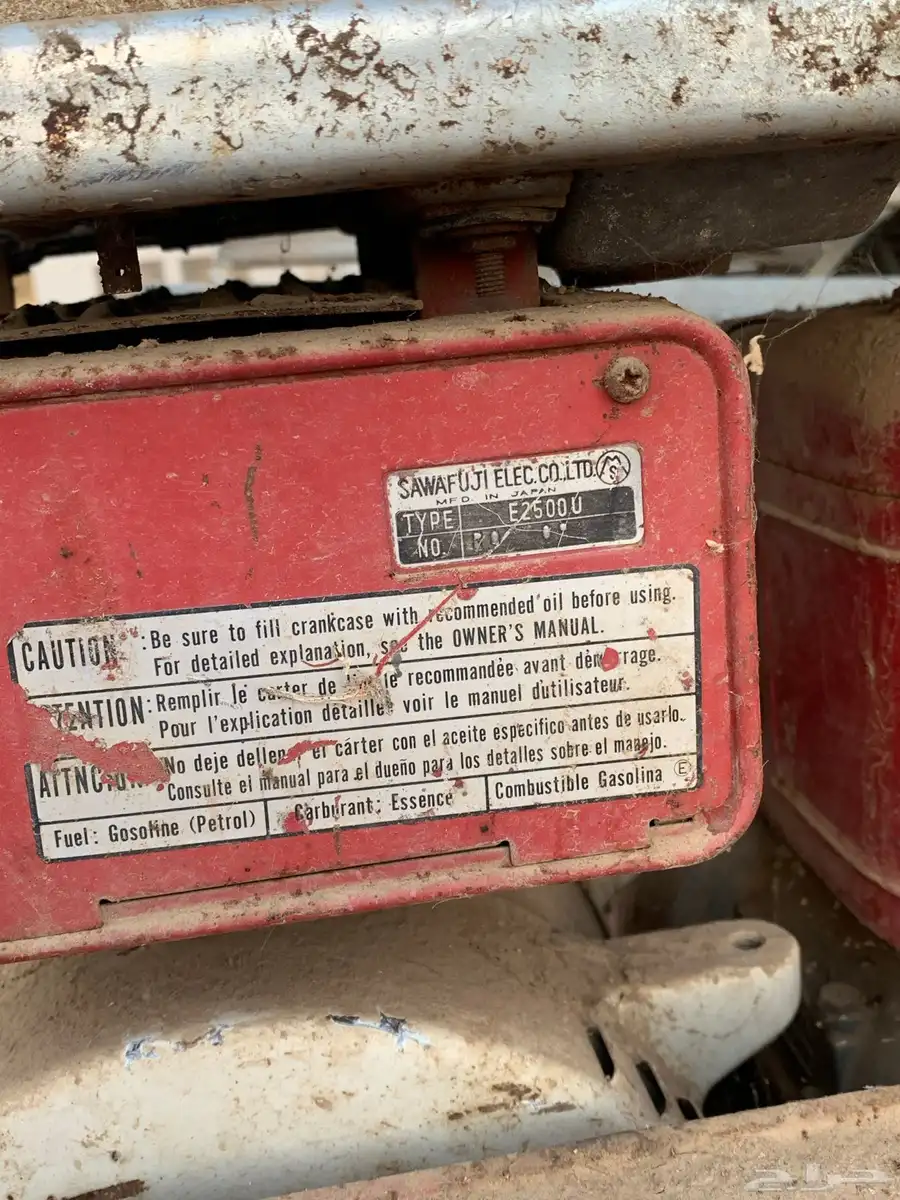 SAWAFUJI ELEC.CO.LTD.
MFD. IN JAPAN
TYPE E2500U
NO.
CAUTION :Be sure to fill crankcase with recommended oil before using.
For detailed explanation, see the OWNER'S MANUAL.
TENTION:Remplir le carter de recommandée avant démarrage.
Pour l'explication detaillée voir le manuel d'utilisateur.
No deje de el cárter con el aceite especifico antes de usarlo.
Consulte el manual para el dueño para los detalles sobre el manejo.
Fuel: Gasoline (Petrol) Carburant: Essence Combustible Gasolina E
حراج